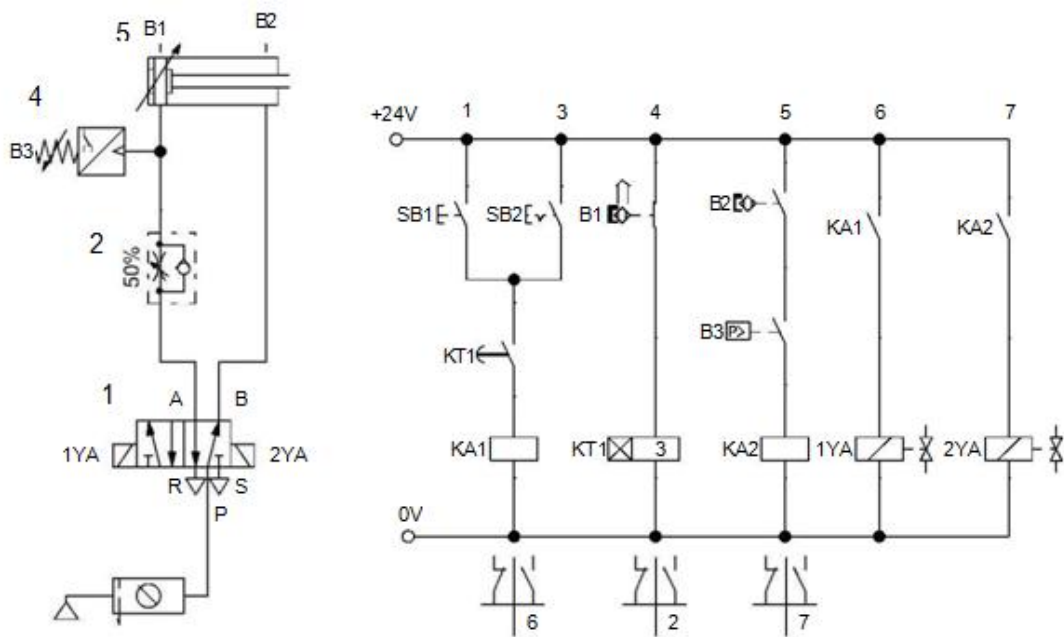 5 B1 B2
4
B3
2
50%
1 A B
1YA 2YA
R S
P
1 3 4 5 6 7
+24V
SB1 SB2 B1 B2 KA1 KA2
B3 P>
KT1
KA1 KT1 3 KA2 1YA 2YA
0V
6 2 7